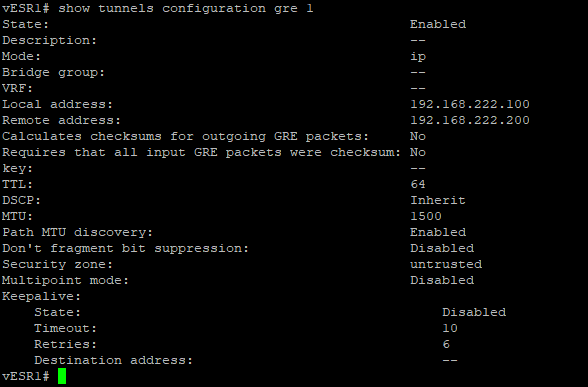 vESR1# show tunnels configuration gre 1
State: Enabled
Description: --
Mode: ip
Bridge group: --
VRF: --
Local address: 192.168.222.100
Remote address: 192.168.222.200
Calculates checksums for outgoing GRE packets: No
Requires that all input GRE packets were checksum: No
key: --
TTL: 64
DSCP: Inherit
MTU: 1500
Path MTU discovery: Enabled
Don't fragment bit suppression: Disabled
Security zone: untrusted
Multipoint mode: Disabled
Keepalive:
State: Disabled
Timeout: 10
Retries: 6
Destination address: --
vESR1#